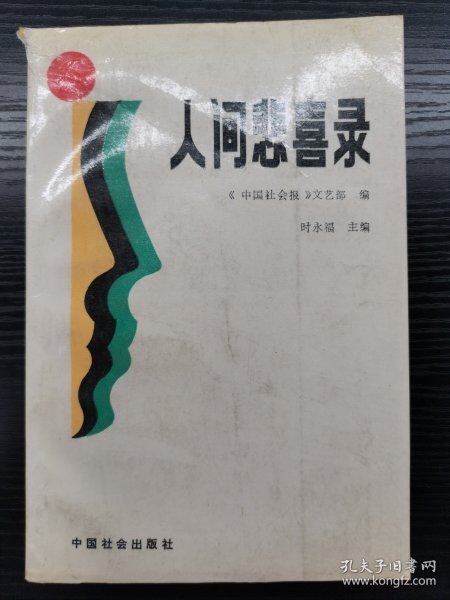 人间悲喜录
《中国社会报》文艺部 编
时永福 主编
中国社会出版社
孔夫子旧书网
www.kongfz.com